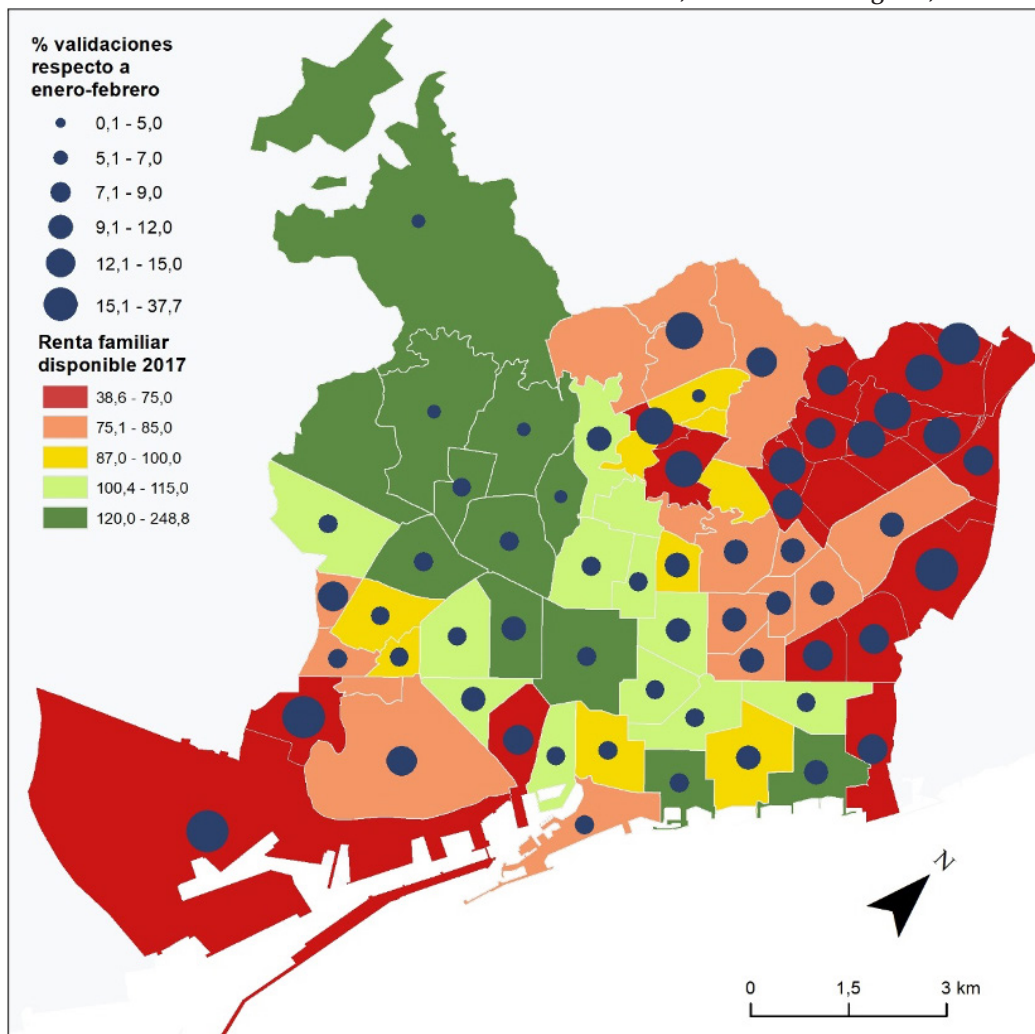 % validaciones
respecto a
enero-febrero
0,1 - 5,0
5,1 - 7,0
7,1 - 9,0
9,1 - 12,0
12,1 - 15,0
15,1 - 37,7
Renta familiar
disponible 2017
38,6 - 75,0
75,1 - 85,0
87,0 - 100,0
100,4 - 115,0
120,0 - 248,8
N
0 1,5 3 km